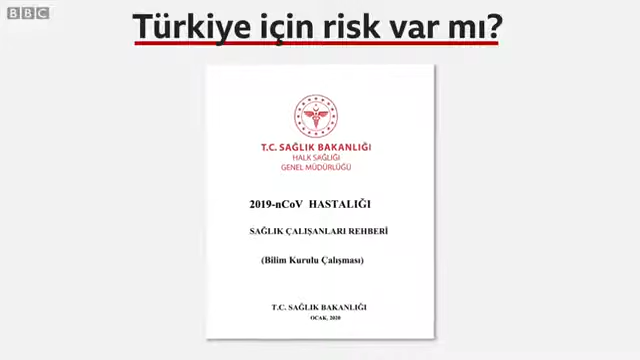 BBC
Türkiye için risk var mı?
T.C. SAĞLIK BAKANLIĞI
HALK SAĞLIĞI
GENEL MÜDÜRLÜĞÜ
2019-nCoV HASTALIĞI
SAĞLIK ÇALIŞANLARI REHBERİ
(Bilim Kurulu Çalışması)
T.C. SAĞLIK BAKANLIĞI
OCAK, 2020